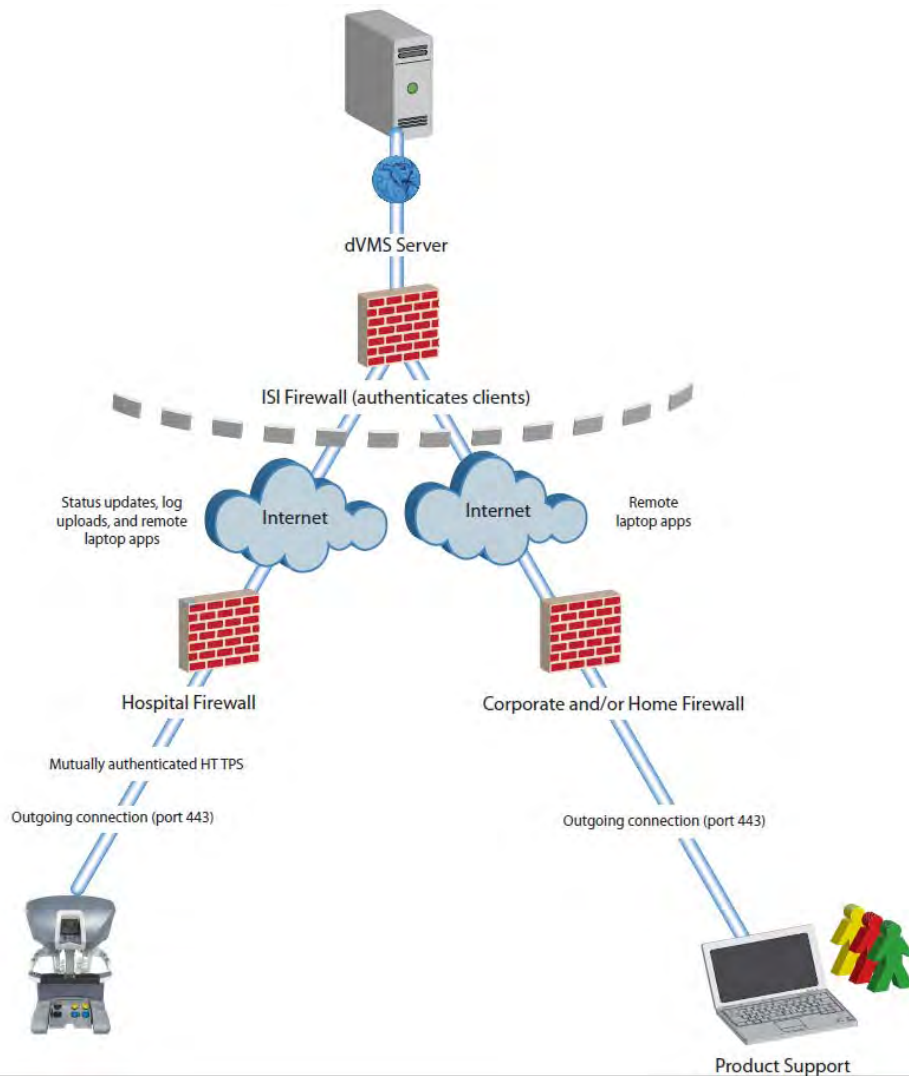 dVMS Server
ISI Firewall (authenticates clients)
Status updates, log
uploads, and remote
laptop apps
Internet
Internet
Remote
laptop apps
Hospital Firewall
Corporate and/or Home Firewall
Mutually authenticated HT TPS
Outgoing connection (port 443)
Outgoing connection (port 443)
Product Support